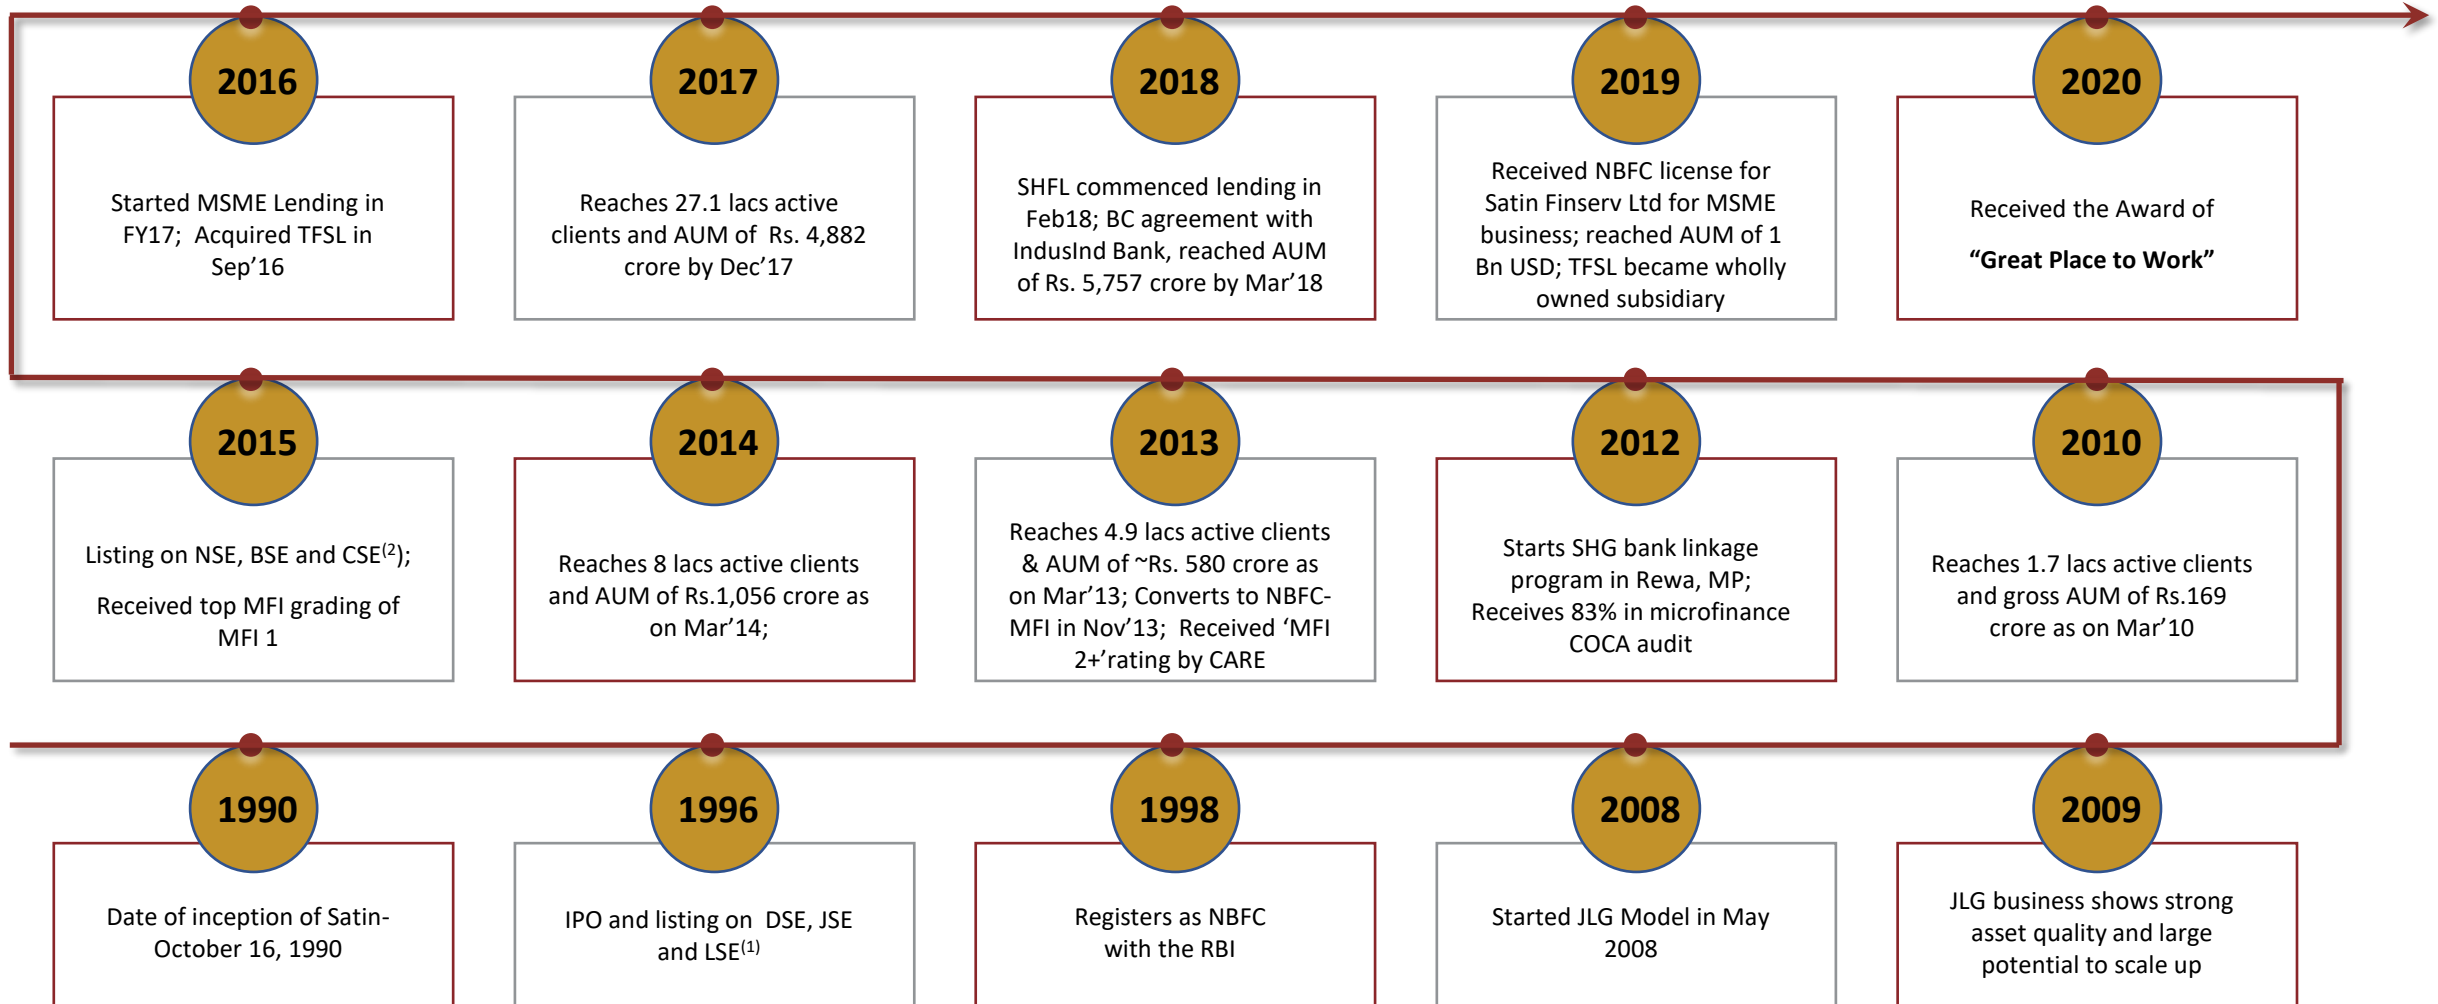 2016
Started MSME Lending in
FY17; Acquired TFSL in
Sep'16
2017
Reaches 27.1 lacs active
clients and AUM of Rs. 4,882
crore by Dec'17
2018
SHFL commenced lending in
Feb18; BC agreement with
IndusInd Bank, reached AUM
of Rs. 5,757 crore by Mar'18
2019
Received NBFC license for
Satin Finserv Ltd for MSME
business; reached AUM of 1
Bn USD; TFSL became wholly
owned subsidiary
2020
Received the Award of
“Great Place to Work”
2015
Listing on NSE, BSE and CSE(2);
Received top MFI grading of
MFI 1
2014
Reaches 8 lacs active clients
and AUM of Rs.1,056 crore as
on Mar’14;
2013
Reaches 4.9 lacs active clients
& AUM of ~Rs. 580 crore as
on Mar’13; Converts to NBFC-
MFI in Nov’13; Received ‘MFI
2+’rating by CARE
2012
Starts SHG bank linkage
program in Rewa, MP;
Receives 83% in microfinance
COCA audit
2010
Reaches 1.7 lacs active clients
and gross AUM of Rs.169
crore as on Mar’10
1990
Date of inception of Satin-
October 16, 1990
1996
IPO and listing on DSE, JSE
and LSE(1)
1998
Registers as NBFC
with the RBI
2008
Started JLG Model in May
2008
2009
JLG business shows strong
asset quality and large
potential to scale up